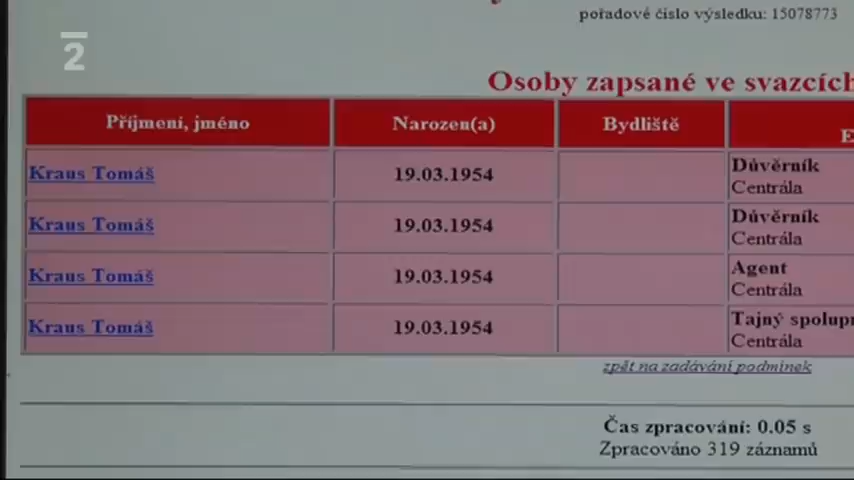 2
pořadové číslo výsledku: 15078773
Osoby zapsané ve svazcích
Příjmení, jméno Narozen(a) Bydliště E
Kraus Tomáš 19.03.1954 Důvěrník
Centrála
Kraus Tomáš 19.03.1954 Důvěrník
Centrála
Kraus Tomáš 19.03.1954 Agent
Centrála
Kraus Tomáš 19.03.1954 Tajný spolupr
Centrála
zpět na zadávání podmínek
Čas zpracování: 0.05 s
Zpracováno 319 záznamů